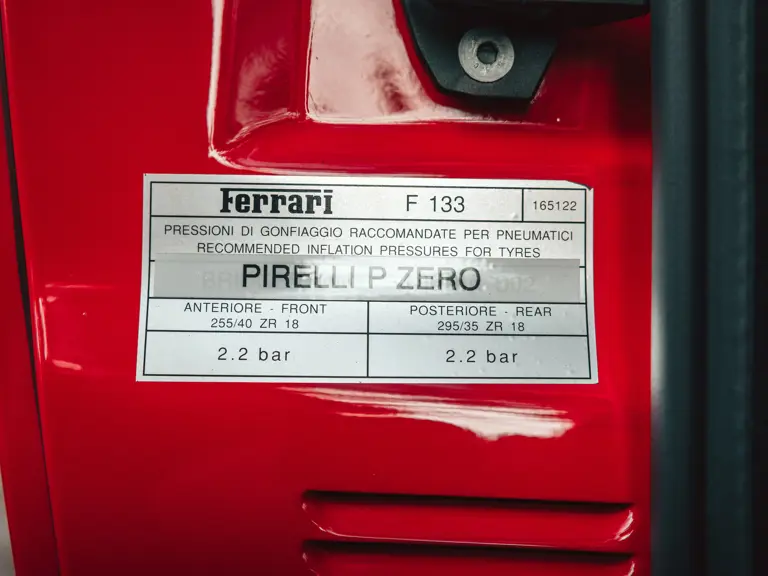 Ferrari F 133 165122
PRESSIONI DI GONFIAGGIO RACCOMANDATE PER PNEUMATICI
RECOMMENDED INFLATION PRESSURES FOR TYRES
PIRELLI P ZERO
ANTERIORE - FRONT POSTERIORE - REAR
255/40 ZR 18 295/35 ZR 18
2.2 bar 2.2 bar